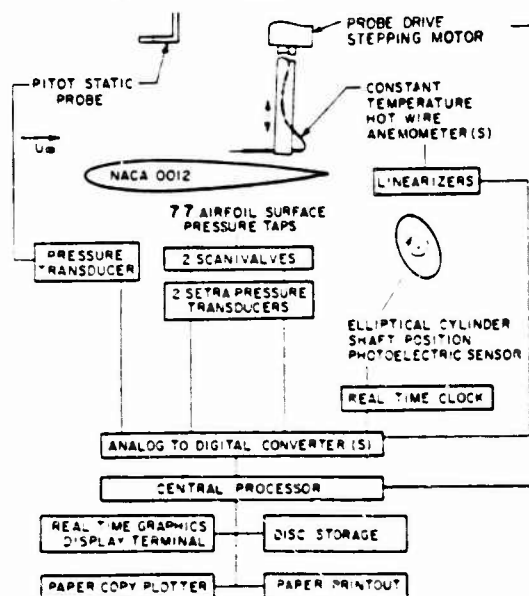 PROBE DRIVE
STEPPING MOTOR
PITOT STATIC
PROBE
CONSTANT
TEMPERATURE
HOT WIRE
ANEMOMETER(S)
U∞
NACA 0012
LINEARIZERS
77 AIRFOIL SURFACE
PRESSURE TAPS
PRESSURE
TRANSDUCER
2 SCANIVALVES
2 SETRA PRESSURE
TRANSDUCERS
ELLIPTICAL CYLINDER
SHAFT POSITION
PHOTOELECTRIC SENSOR
REAL TIME CLOCK
ANALOG TO DIGITAL CONVERTER(S)
CENTRAL PROCESSOR
REAL TIME GRAPHICS
DISPLAY TERMINAL
DISC STORAGE
PAPER COPY PLOTTER
PAPER PRINTOUT